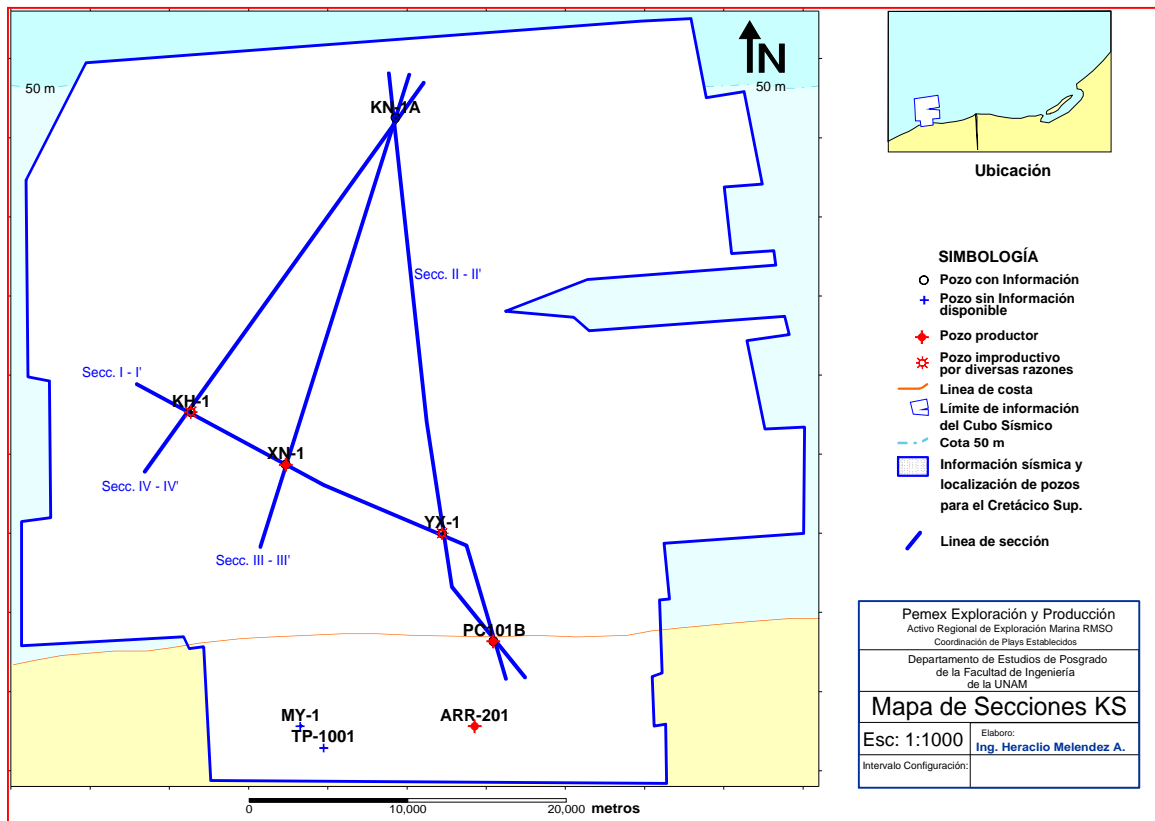 N
50 m
50 m
KN-1A
Secc. II - II'
Secc. I - I'
KH-1
XN-1
Secc. IV - IV'
YX-1
Secc. III - III'
PC101B
MY-1
ARR-201
TP-1001
0
10,000
20,000
metros
Ubicación
SIMBOLOGÍA
Pozo con Información
Pozo sin Información
disponible
Pozo productor
Pozo improductivo
por diversas razones
Linea de costa
Límite de información
del Cubo Sísmico
Cota 50 m
Información sísmica y
localización de pozos
para el Cretácico Sup.
Linea de sección
Pemex Exploración y Producción
Activo Regional de Exploración Marina RMSO
Coordinación de Plays Establecidos
Departamento de Estudios de Posgrado
de la Facultad de Ingeniería
de la UNAM
Mapa de Secciones KS
Esc: 1:1000
Elaboro:
Ing. Heraclio Melendez A.
Intervalo Configuración: